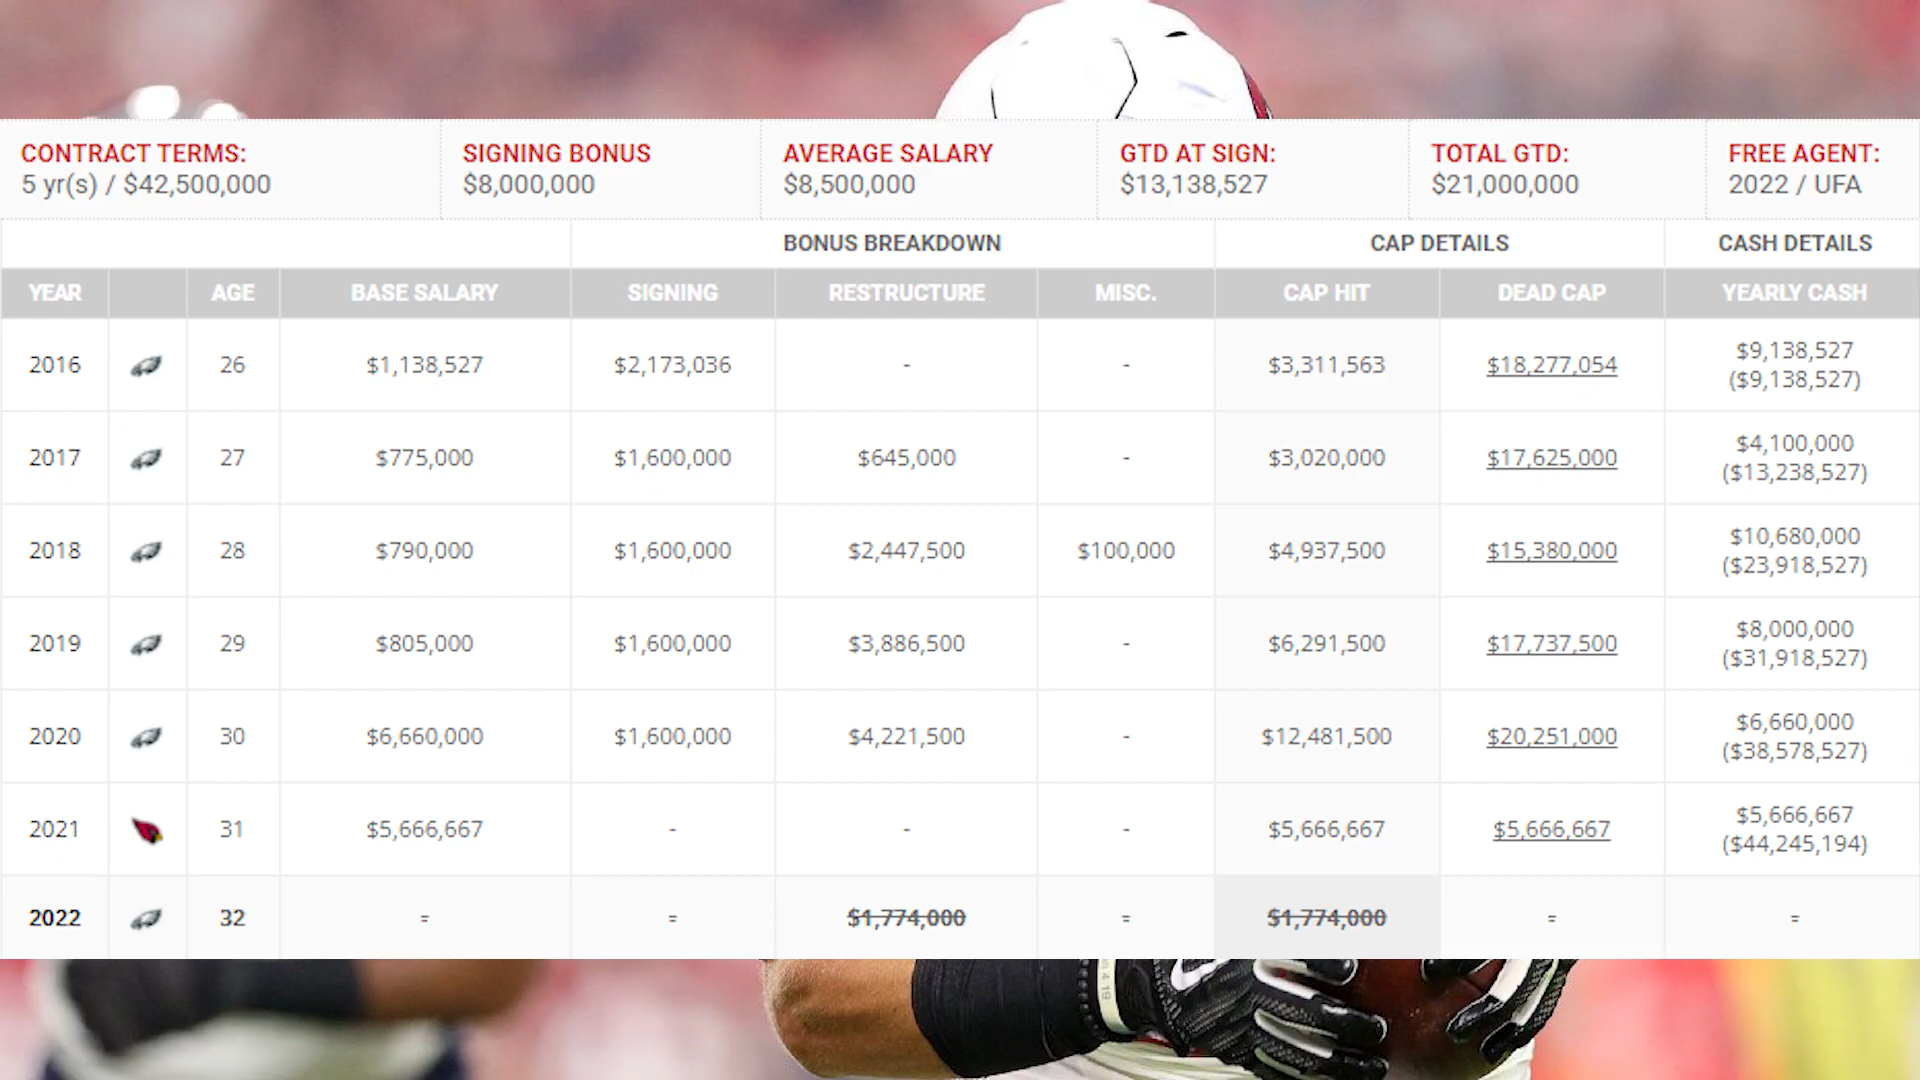 CONTRACT TERMS: SIGNING BONUS AVERAGE SALARY GTD AT SIGN: TOTAL GTD: FREE AGENT:
5 yr(s) / $42,500,000 $8,000,000 $8,500,000 $13,138,527 $21,000,000 2022 / UFA
BONUS BREAKDOWN CAP DETAILS CASH DETAILS
YEAR AGE BASE SALARY SIGNING RESTRUCTURE MISC. CAP HIT DEAD CAP YEARLY CASH
2016 26 $1,138,527 $2,173,036 - - $3,311,563 $18,277,054 $9,138,527
($9,138,527)
2017 27 $775,000 $1,600,000 $645,000 - $3,020,000 $17,625,000 $4,100,000
($13,238,527)
2018 28 $790,000 $1,600,000 $2,447,500 $100,000 $4,937,500 $15,380,000 $10,680,000
($23,918,527)
2019 29 $805,000 $1,600,000 $3,886,500 - $6,291,500 $17,737,500 $8,000,000
($31,918,527)
2020 30 $6,660,000 $1,600,000 $4,221,500 - $12,481,500 $20,251,000 $6,660,000
($38,578,527)
2021 31 $5,666,667 - - - $5,666,667 $5,666,667 $5,666,667
($44,245,194)
2022 32 - - $1,774,000 - $1,774,000 - -